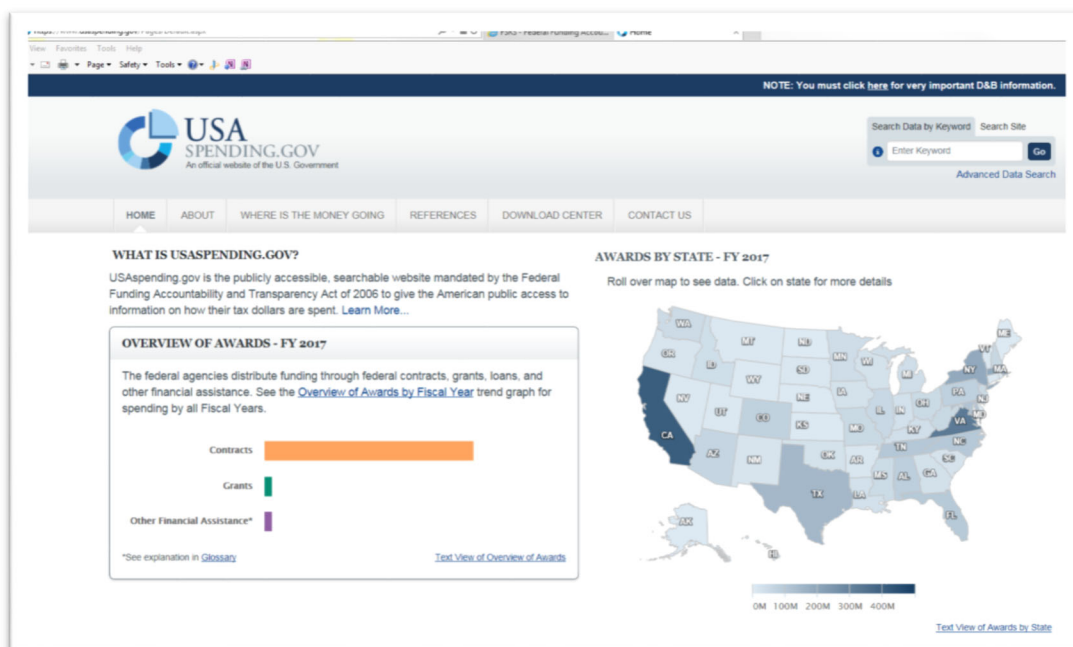 FSRS - Federal Funding Accou...
Home
View Favorites Tools Help
Page Safety Tools
NOTE: You must click here for very important D&B information.
USA
SPENDING.GOV
An official website of the U.S. Government
Search Data by Keyword Search Site
Enter Keyword Go
Advanced Data Search
HOME ABOUT WHERE IS THE MONEY GOING REFERENCES DOWNLOAD CENTER CONTACT US
WHAT IS USASPENDING.GOV?
USAspending.gov is the publicly accessible, searchable website mandated by the Federal
Funding Accountability and Transparency Act of 2006 to give the American public access to
information on how their tax dollars are spent. Learn More...
OVERVIEW OF AWARDS - FY 2017
The federal agencies distribute funding through federal contracts, grants, loans, and
other financial assistance. See the Overview of Awards by Fiscal Year trend graph for
spending by all Fiscal Years.
Contracts
Grants
Other Financial Assistance*
*See explanation in Glossary
Text View of Overview of Awards
AWARDS BY STATE - FY 2017
Roll over map to see data. Click on state for more details
WA
MT ND ME
OR ID MN VT
SD WI NY MA
WY MI
NE IA PA NJ
NV UT IL IN OH MD
CO KS MO KY VA
CA TN NC
AZ NM OK AR SC
MS AL GA
TX LA
FL
AK
HI
0M 100M 200M 300M 400M
Text View of Awards by State